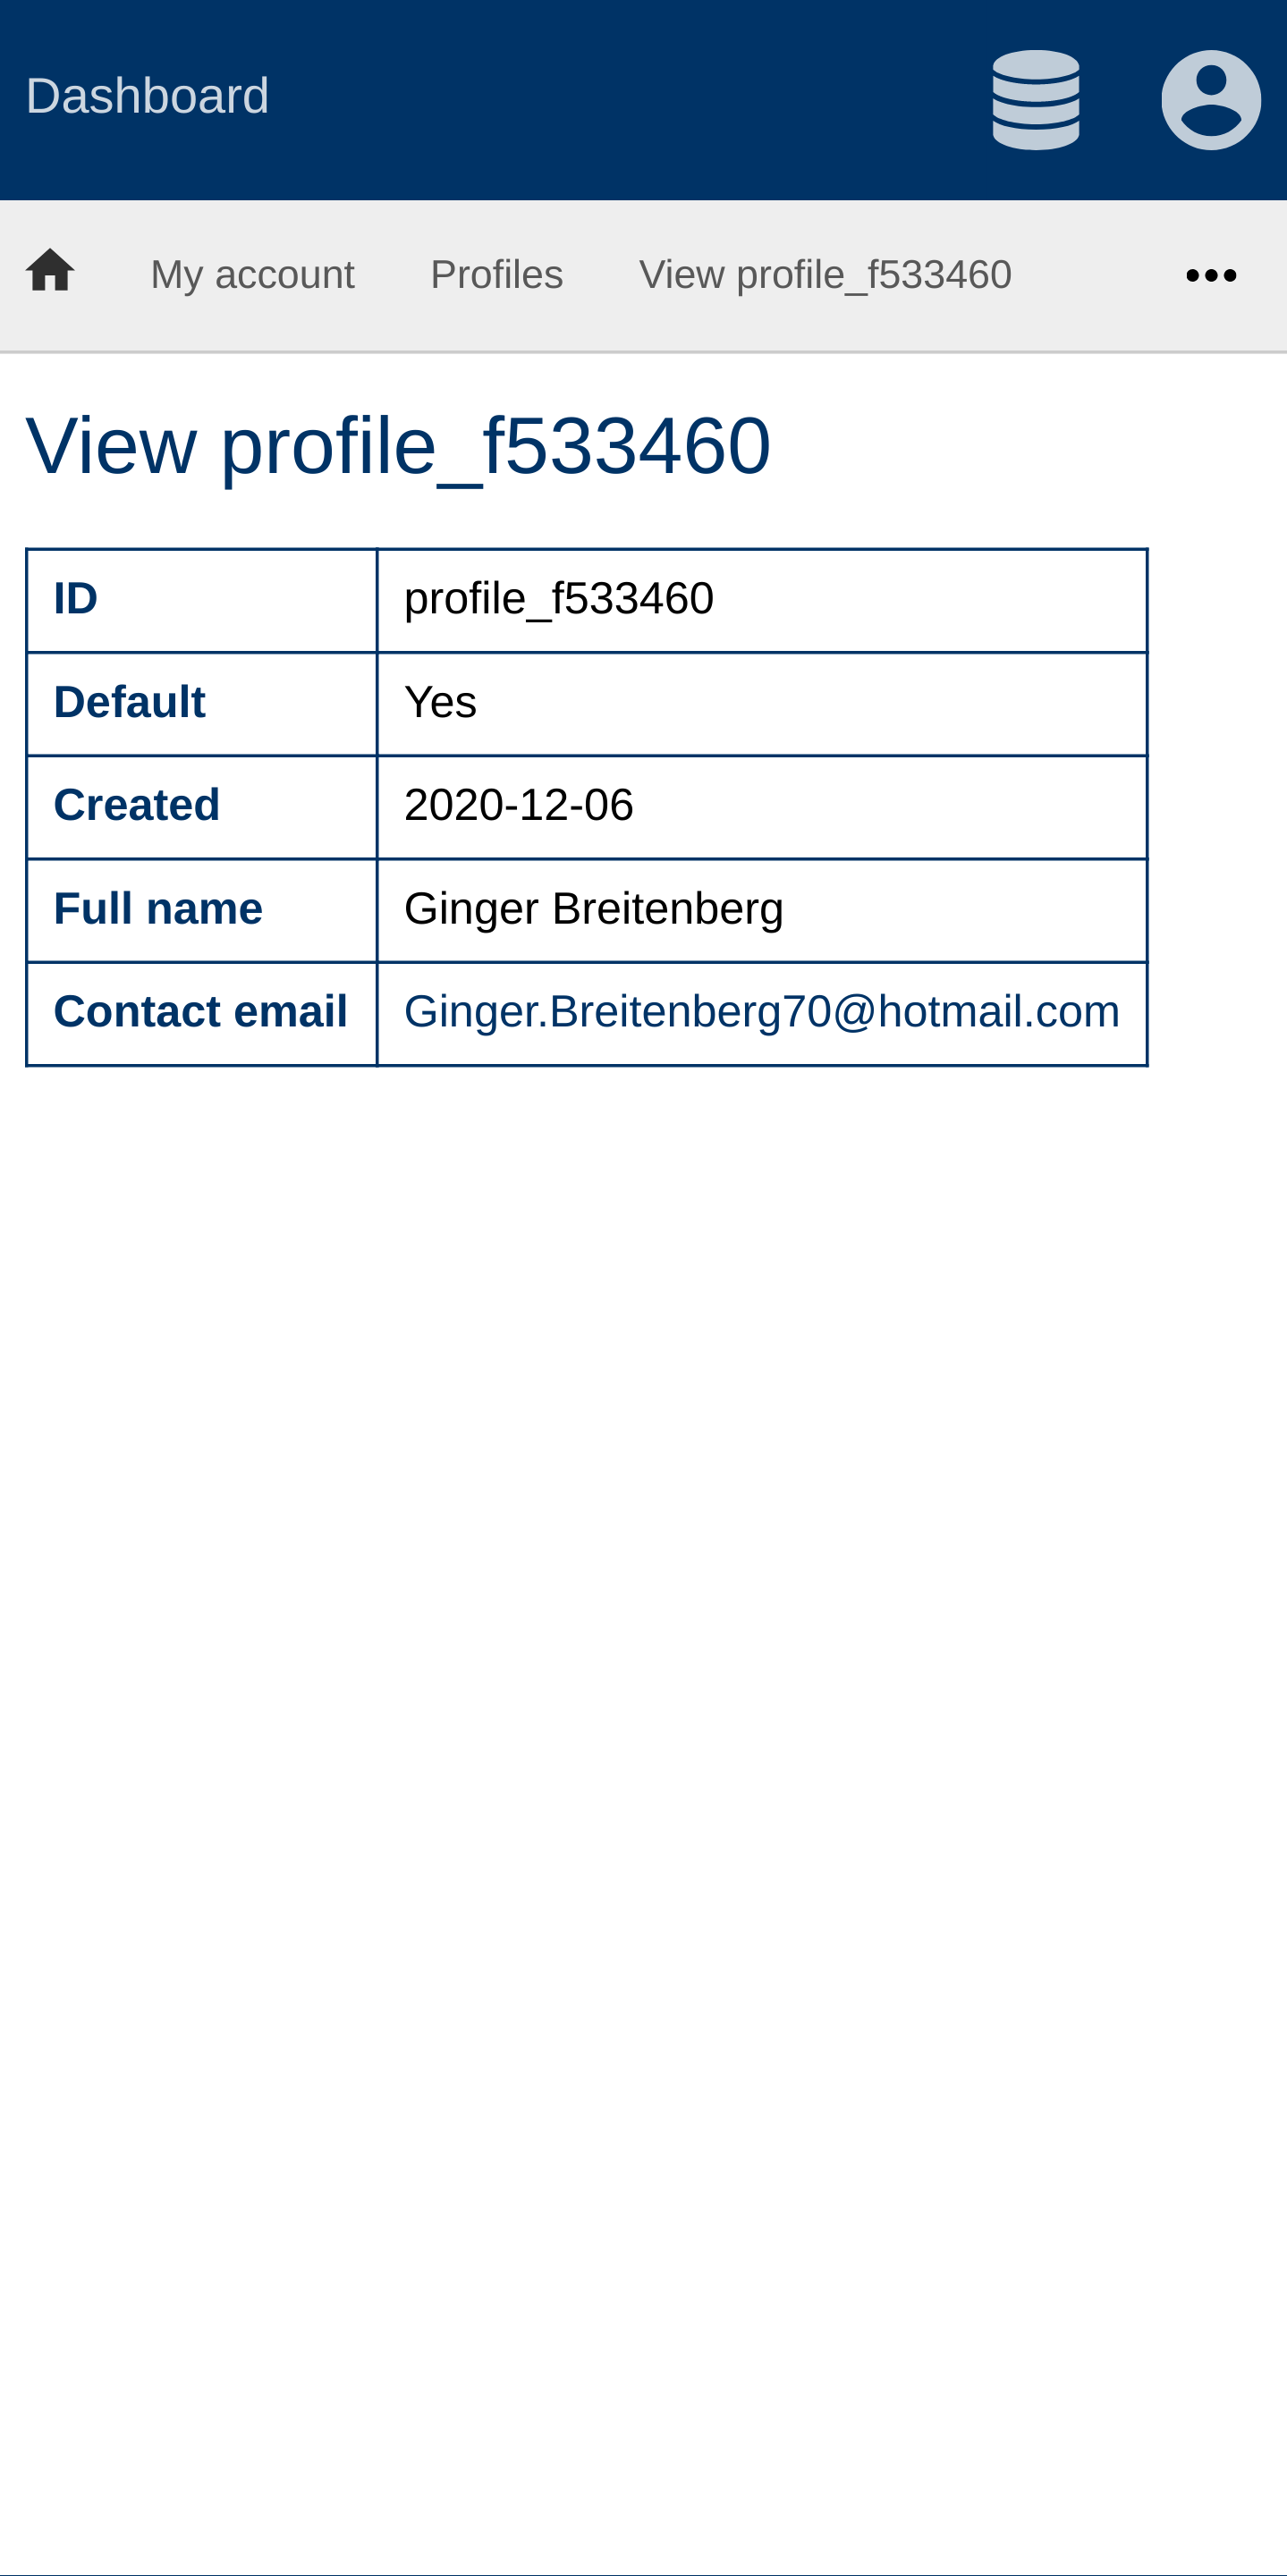 Dashboard
My account Profiles View profile_f533460
View profile_f533460
ID profile_f533460
Default Yes
Created 2020-12-06
Full name Ginger Breitenberg
Contact email Ginger.Breitenberg70@hotmail.com